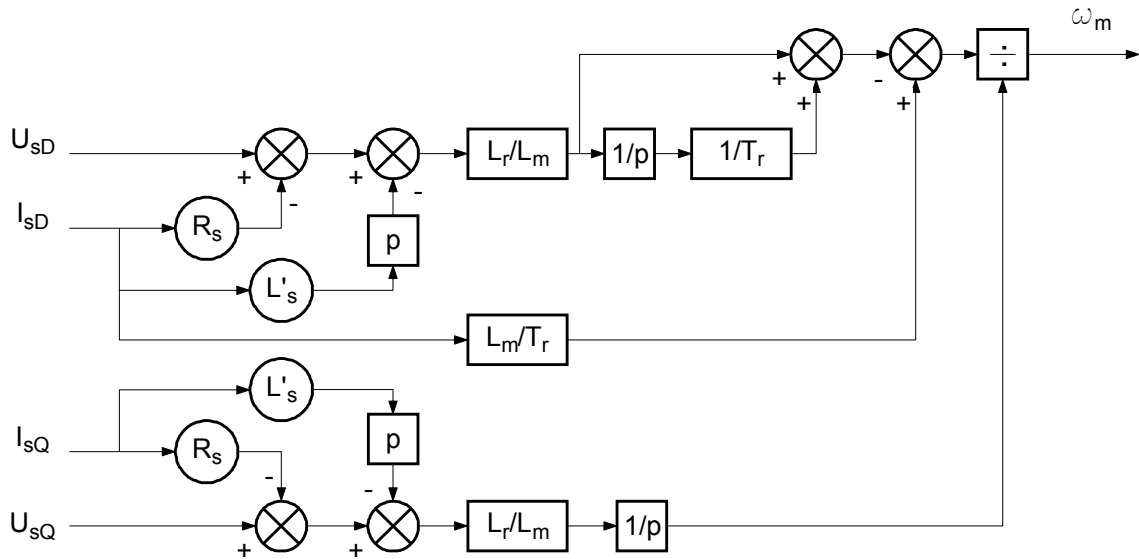 ω_m
÷
+
+
-
+
U_sD
L_r/L_m
1/p
1/T_r
+
-
+
-
I_sD
R_s
p
L'_s
L_m/T_r
L'_s
I_sQ
R_s
p
-
-
U_sQ
L_r/L_m
1/p
+
+